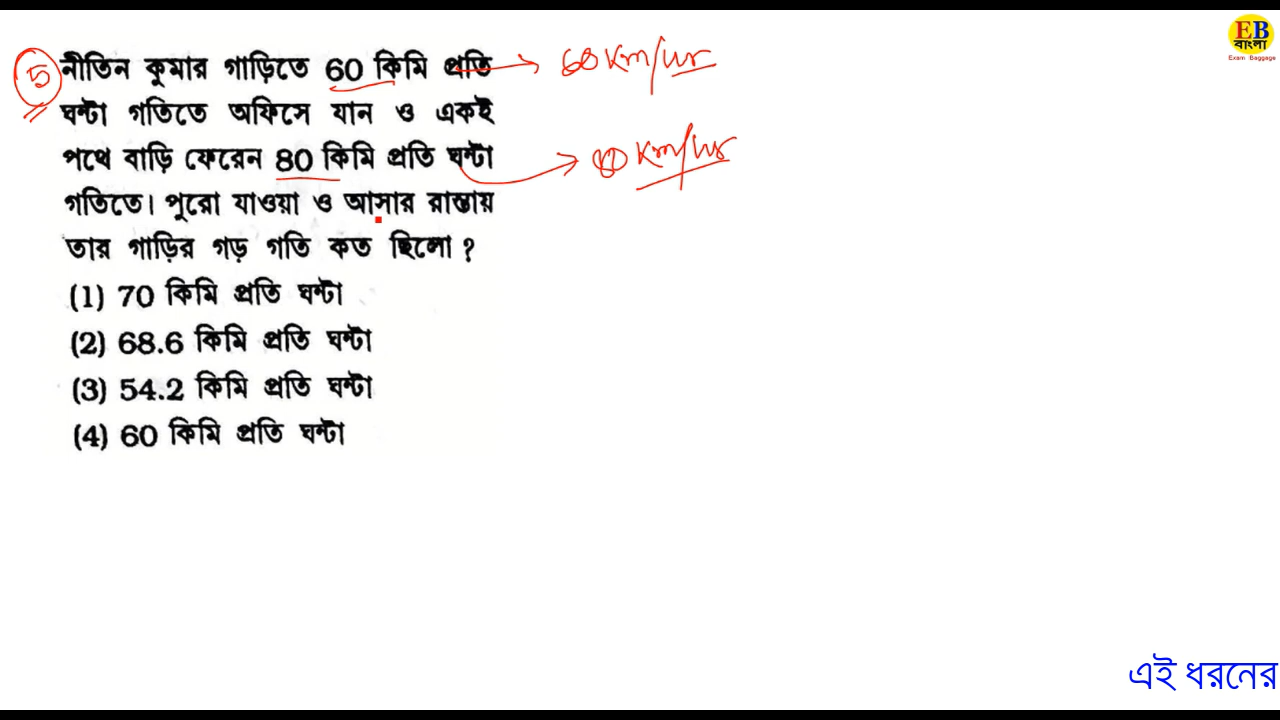 EB
বাংলা
Exam Baggage
5 নীতিন কুমার গাড়িতে 60 কিমি প্রতি → 60 km/hr
ঘন্টা গতিতে অফিসে যান ও একই
পথে বাড়ি ফেরেন 80 কিমি প্রতি ঘন্টা → 80 km/hr
গতিতে। পুরো যাওয়া ও আসার রাস্তায়
তার গাড়ির গড় গতি কত ছিলো ?
(1) 70 কিমি প্রতি ঘন্টা
(2) 68.6 কিমি প্রতি ঘন্টা
(3) 54.2 কিমি প্রতি ঘন্টা
(4) 60 কিমি প্রতি ঘন্টা
এই ধরনের